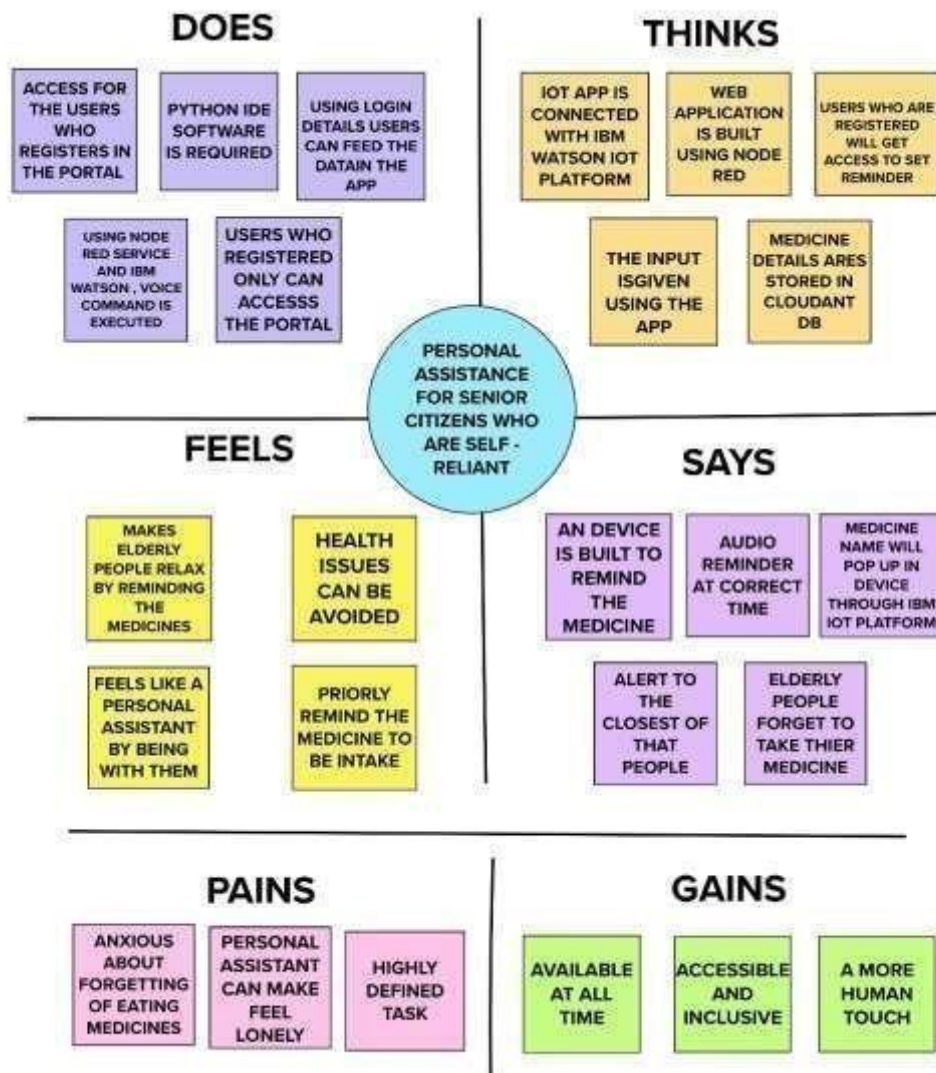 DOES
ACCESS FOR
THE USERS
WHO
REGISTERS IN
THE PORTAL
PYTHON IDE
SOFTWARE
IS REQUIRED
USING LOGIN
DETAILS USERS
CAN FEED THE
DATAIN THE
APP
USING NODE
RED SERVICE
AND IBM
WATSON , VOICE
COMMAND IS
EXECUTED
USERS WHO
REGISTERED
ONLY CAN
ACCESSS
THE PORTAL
THINKS
IOT APP IS
CONNECTED
WITH IBM
WATSON IOT
PLATFORM
WEB
APPLICATION
IS BUILT
USING NODE
RED
USERS WHO ARE
REGISTERED
WILL GET
ACCESS TO SET
REMINDER
THE INPUT
ISGIVEN
USING THE
APP
MEDICINE
DETAILS ARES
STORED IN
CLOUDANT
DB
PERSONAL
ASSISTANCE
FOR SENIOR
CITIZENS WHO
ARE SELF -
RELIANT
FEELS
MAKES
ELDERLY
PEOPLE RELAX
BY REMINDING
THE
MEDICINES
HEALTH
ISSUES
CAN BE
AVOIDED
FEELS LIKE A
PERSONAL
ASSISTANT
BY BEING
WITH THEM
PRIORLY
REMIND THE
MEDICINE TO
BE INTAKE
SAYS
AN DEVICE
IS BUILT TO
REMIND
THE
MEDICINE
AUDIO
REMINDER
AT CORRECT
TIME
MEDICINE
NAME WILL
POP UP IN
DEVICE
THROUGH IBM
IOT PLATFORM
ALERT TO
THE
CLOSEST OF
THAT
PEOPLE
ELDERLY
PEOPLE
FORGET TO
TAKE THIER
MEDICINE
PAINS
ANXIOUS
ABOUT
FORGETTING
OF EATING
MEDICINES
PERSONAL
ASSISTANT
CAN MAKE
FEEL
LONELY
HIGHLY
DEFINED
TASK
GAINS
AVAILABLE
AT ALL
TIME
ACCESSIBLE
AND
INCLUSIVE
A MORE
HUMAN
TOUCH